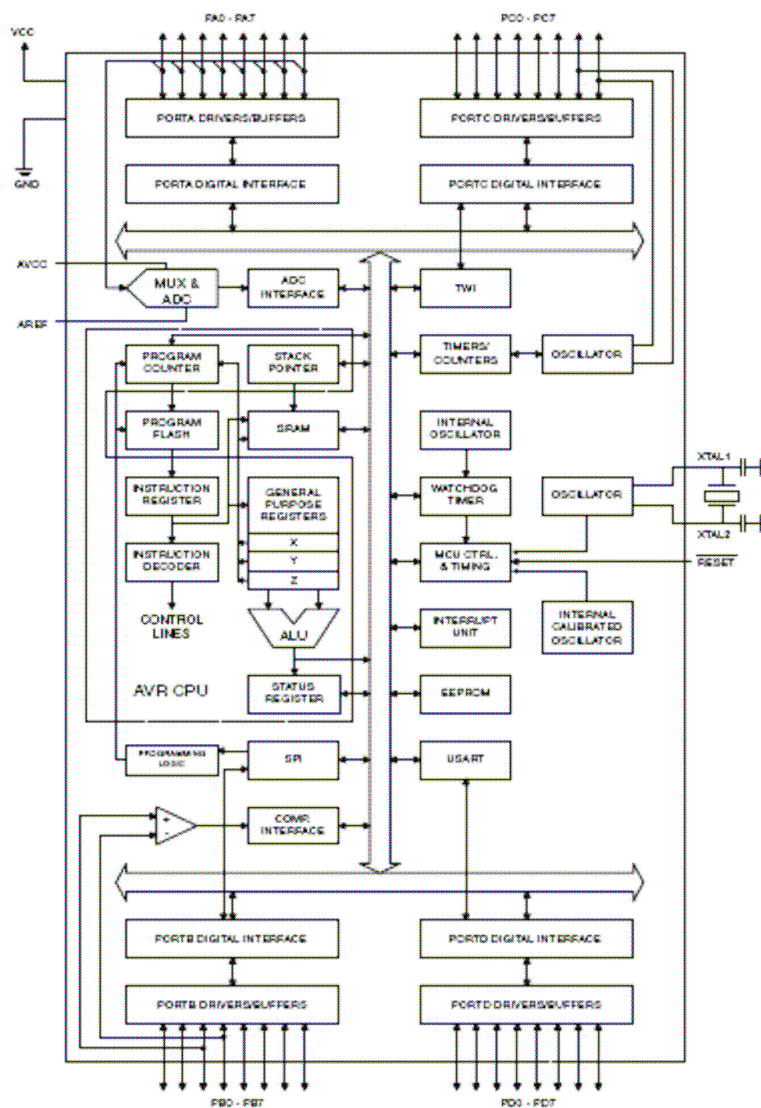 PA0 - PA7
PC0 - PC7
VCC
PORTA DRIVERS/BUFFERS
PORTC DRIVERS/BUFFERS
GND
PORTA DIGITAL INTERFACE
PORTC DIGITAL INTERFACE
AVCC
MUX &
ADC
ADC
INTERFACE
TWI
AREF
PROGRAM
COUNTER
STACK
POINTER
TIMERS/
COUNTERS
OSCILLATOR
PROGRAM
FLASH
SRAM
INTERNAL
OSCILLATOR
XTAL1
INSTRUCTION
REGISTER
GENERAL
PURPOSE
REGISTERS
WATCHDOG
TIMER
OSCILLATOR
XTAL2
X
INSTRUCTION
DECODER
Y
MCU CTRL.
& TIMING
RESET
Z
CONTROL
LINES
ALU
INTERRUPT
UNIT
INTERNAL
CALIBRATED
OSCILLATOR
AVR CPU
STATUS
REGISTER
EEPROM
PROGRAMMING
LOGIC
SPI
USART
+
-
COMP.
INTERFACE
PORTB DIGITAL INTERFACE
PORTD DIGITAL INTERFACE
PORTB DRIVERS/BUFFERS
PORTD DRIVERS/BUFFERS
PB0 - PB7
PD0 - PD7